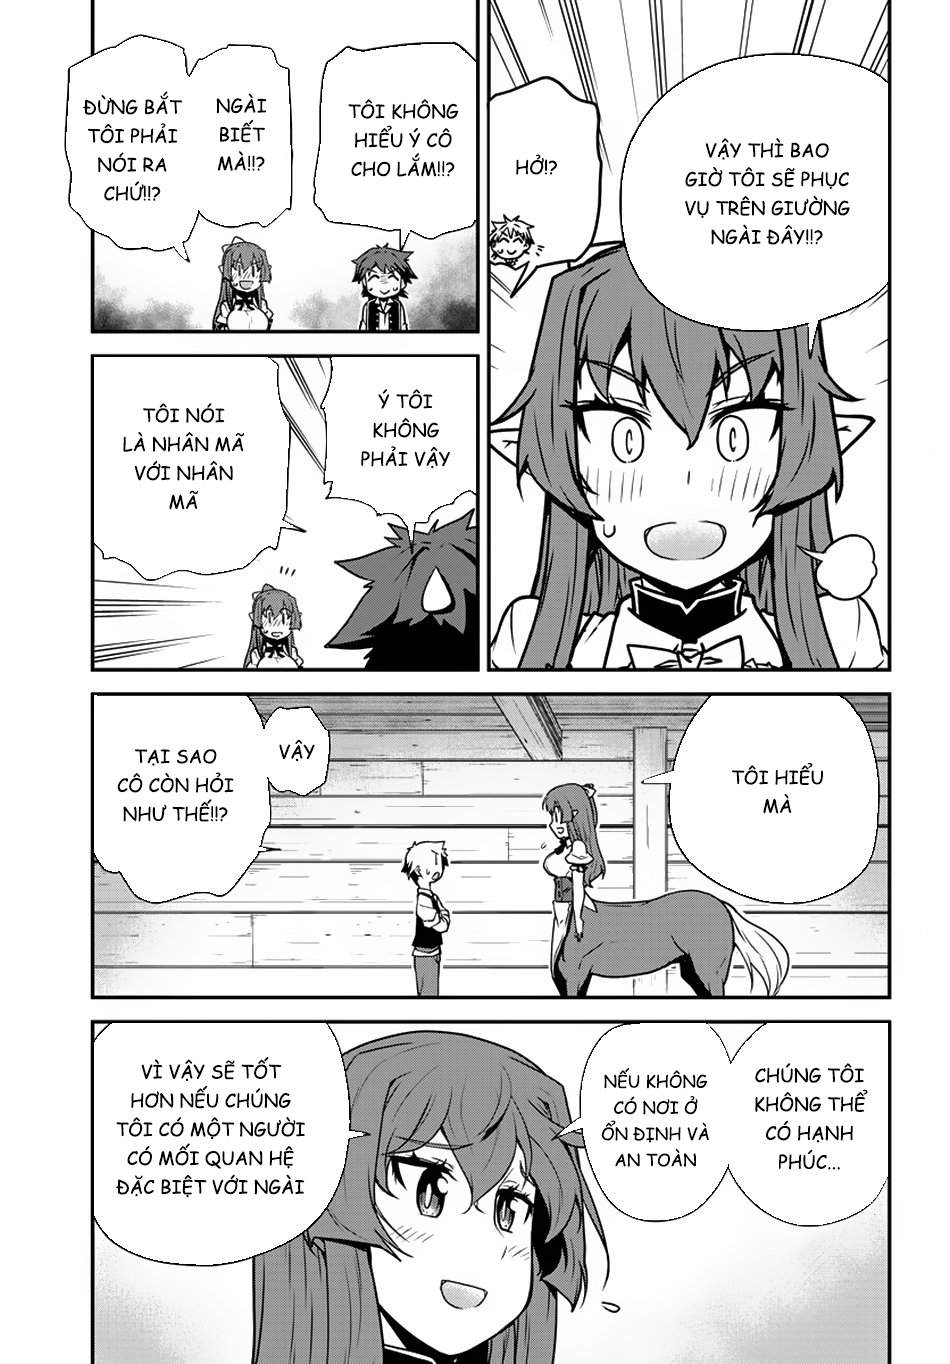 VẬY THÌ BAO
GIỜ TÔI SẼ PHỤC
VỤ TRÊN GIƯỜNG
NGÀI ĐÂY!!?
HỞ!?
TÔI KHÔNG
HIỂU Ý CÔ
CHO LẮM!!?
NGÀI
BIẾT
MÀ!!?
ĐỪNG BẮT
TÔI PHẢI
NÓI RA
CHỨ!!?
Ý TÔI
KHÔNG
PHẢI VẬY
TÔI NÓI
LÀ NHÂN MÃ
VỚI NHÂN
MÃ
TÔI HIỂU
MÀ
VẬY
TẠI SAO
CÔ CÒN HỎI
NHƯ THẾ!!?
CHÚNG TÔI
KHÔNG THỂ
CÓ HẠNH
PHÚC...
NẾU KHÔNG
CÓ NƠI Ở
ỔN ĐỊNH VÀ
AN TOÀN
VÌ VẬY SẼ TỐT
HƠN NẾU CHÚNG
TÔI CÓ MỘT NGƯỜI
CÓ MỐI QUAN HỆ
ĐẶC BIỆT VỚI NGÀI